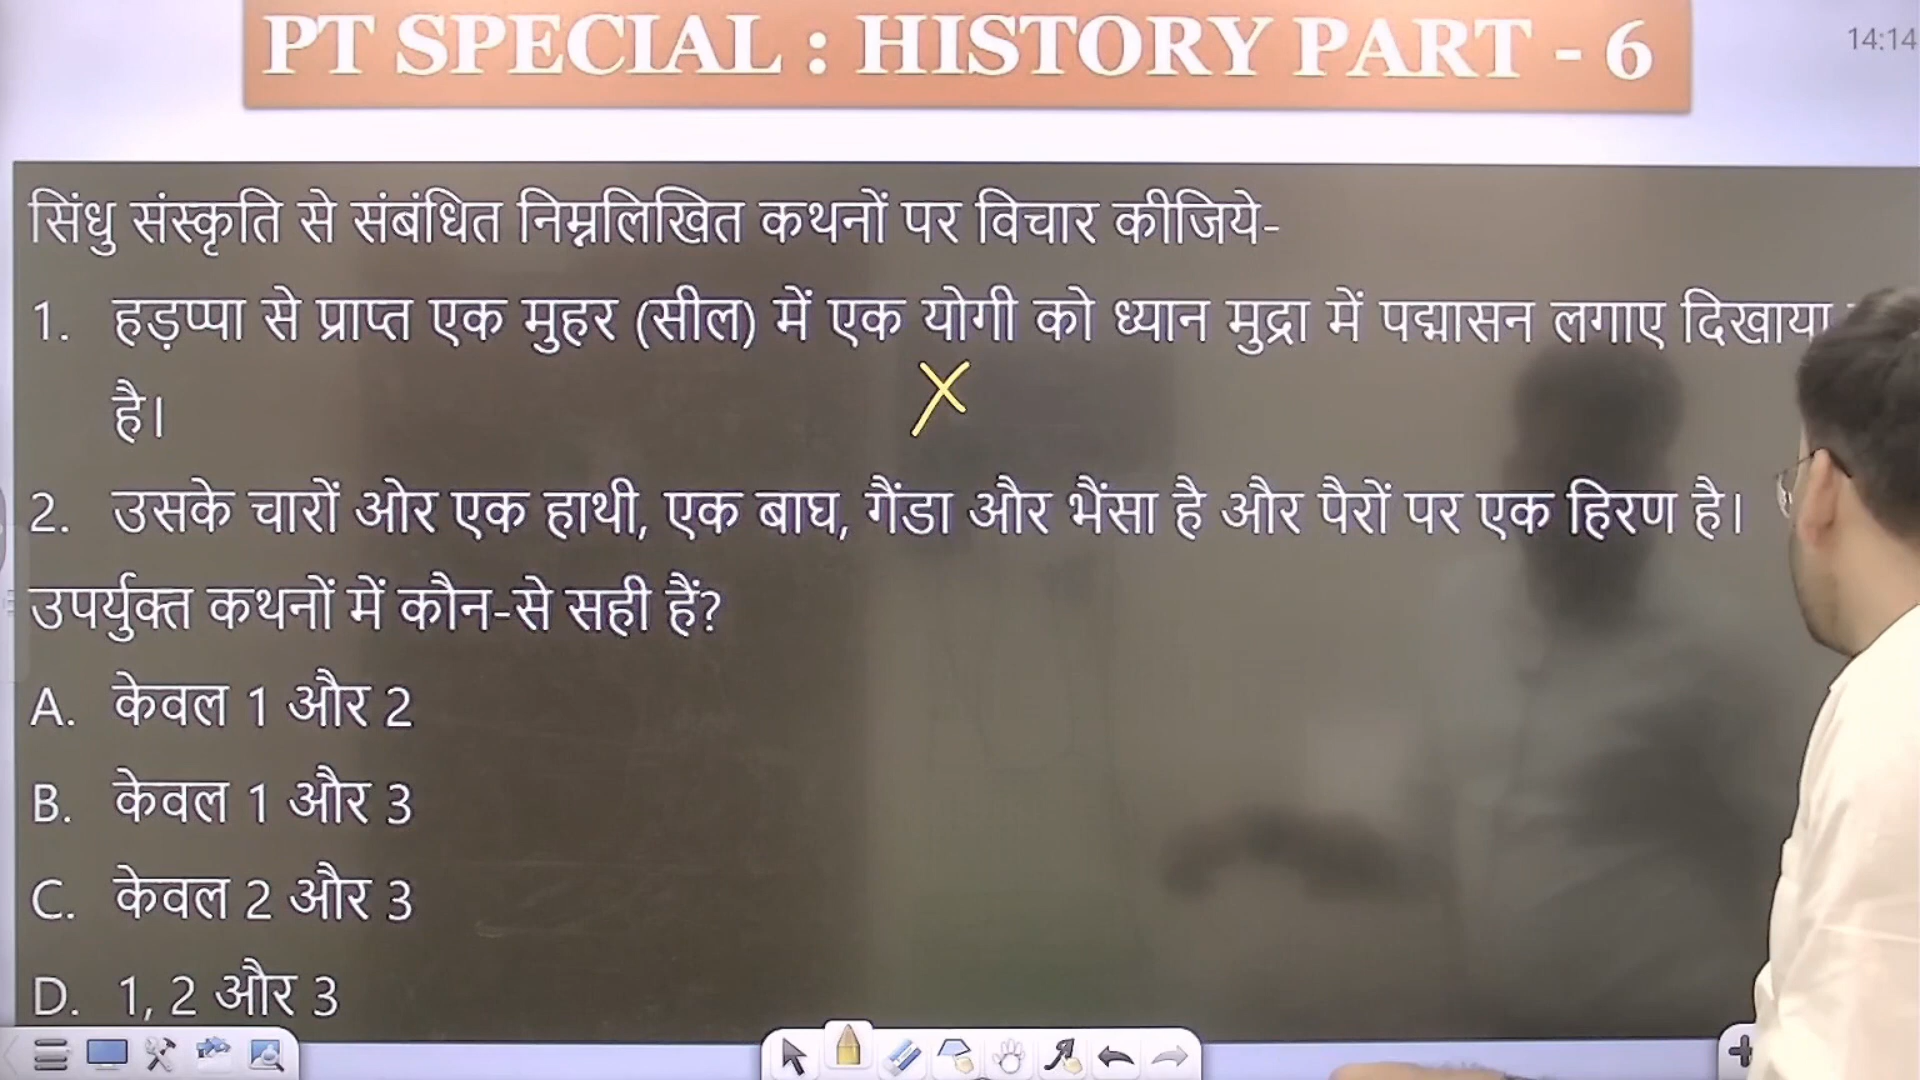 PT SPECIAL : HISTORY PART - 6
14:14
सिंधु संस्कृति से संबंधित निम्नलिखित कथनों पर विचार कीजिये-
1. हड़प्पा से प्राप्त एक मुहर (सील) में एक योगी को ध्यान मुद्रा में पद्मासन लगाए दिखाया
है।
2. उसके चारों ओर एक हाथी, एक बाघ, गैंडा और भैंसा है और पैरों पर एक हिरण है।
उपर्युक्त कथनों में कौन-से सही हैं?
A. केवल 1 और 2
B. केवल 1 और 3
C. केवल 2 और 3
D. 1, 2 और 3